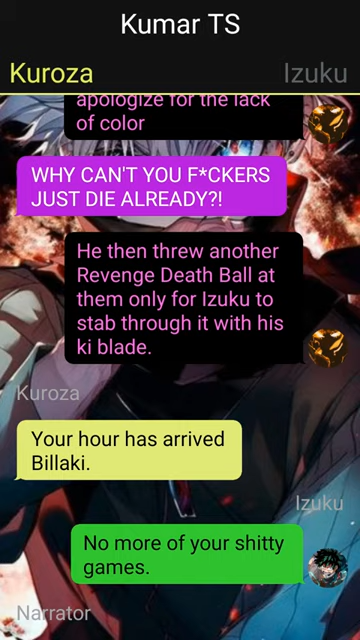 Kumar TS
Kuroza
Izuku
apologize for the lack
of color
WHY CAN'T YOU F*CKERS
JUST DIE ALREADY?!
He then threw another
Revenge Death Ball at
them only for Izuku to
stab through it with his
ki blade.
Kuroza
Your hour has arrived
Billaki.
Izuku
No more of your shitty
games.
Narrator